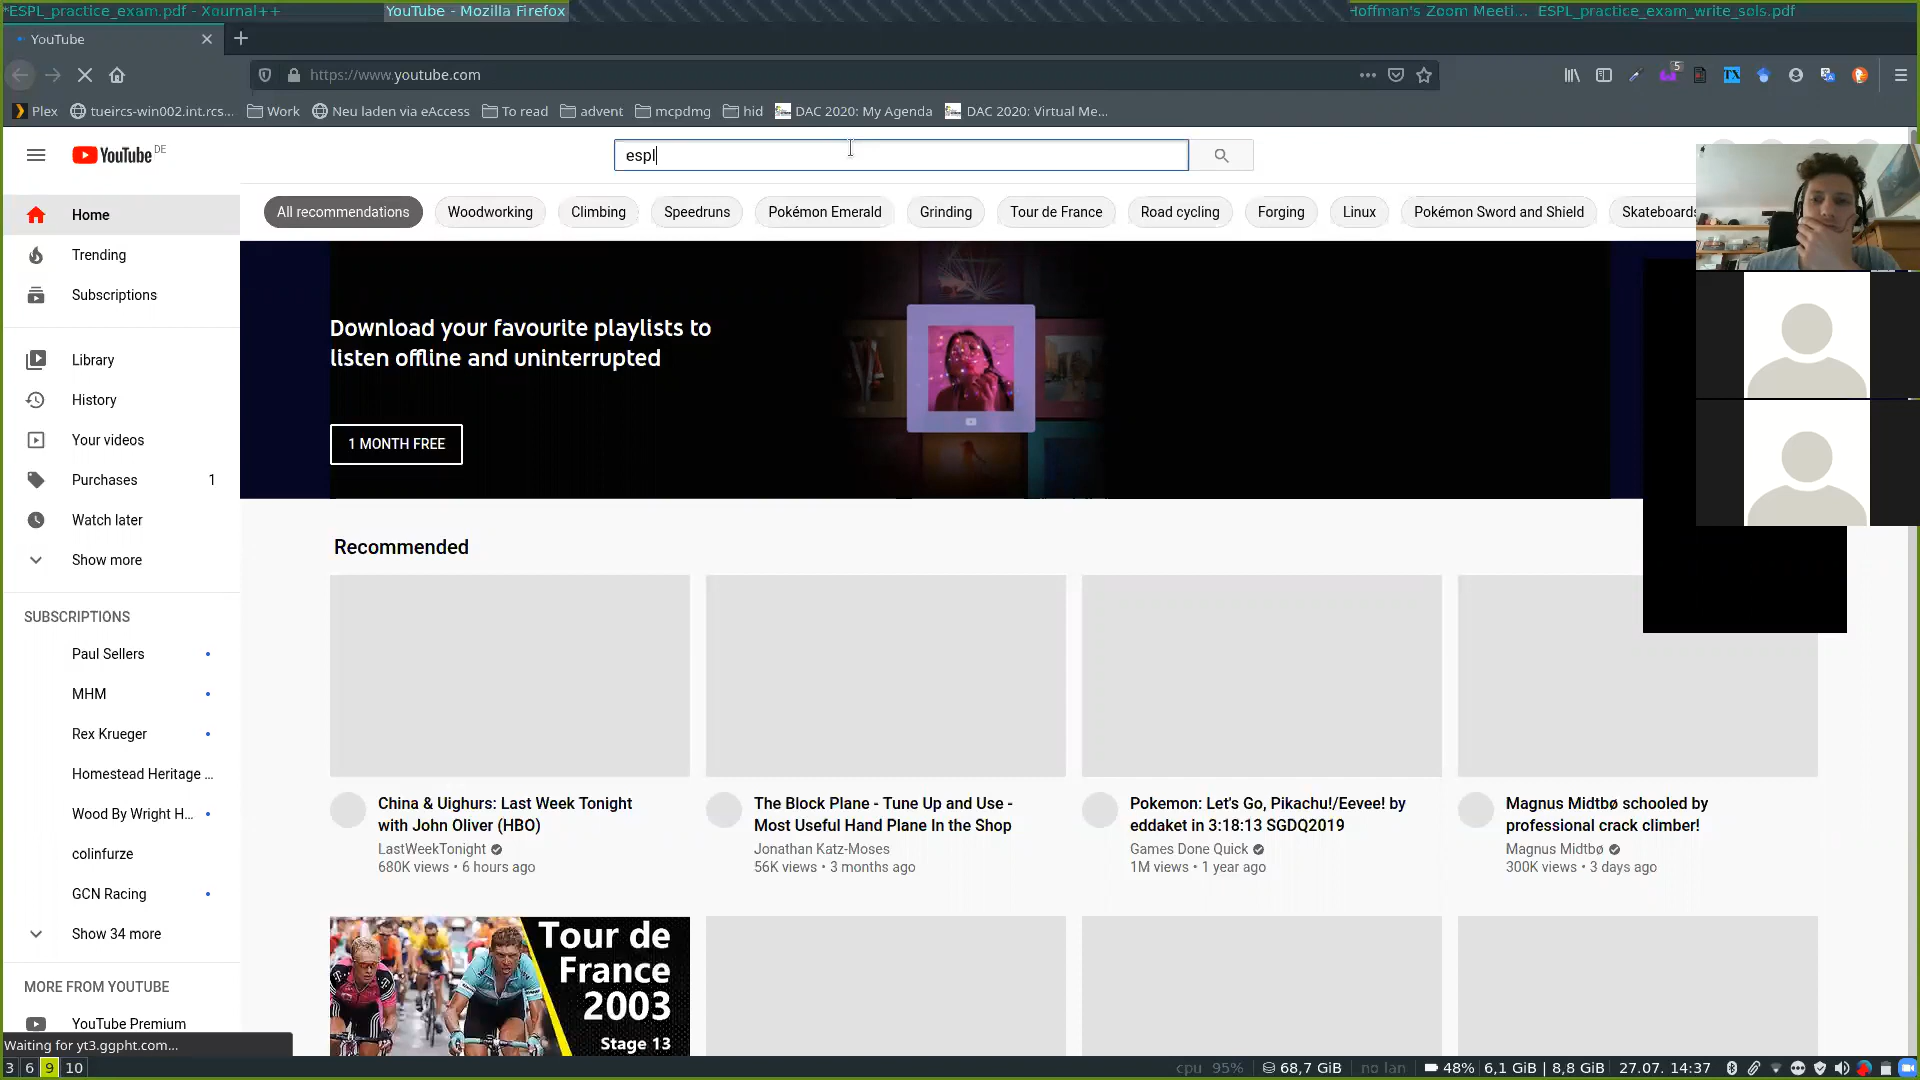 *ESPL_practice_exam.pdf - Xournal++
YouTube - Mozilla Firefox
Hoffman's Zoom Meeti...
ESPL_practice_exam_write_sols.pdf
YouTube
https://www.youtube.com
5
Plex
tueircs-win002.int.rcs...
Work
Neu laden via eAccess
To read
advent
mcpdmg
hid
DAC 2020: My Agenda
DAC 2020: Virtual Me...
YouTube DE
espl
All recommendations
Woodworking
Climbing
Speedruns
Pokémon Emerald
Grinding
Tour de France
Road cycling
Forging
Linux
Pokémon Sword and Shield
Skateboards
Home
Trending
Subscriptions
Library
History
Your videos
Purchases 1
Watch later
Show more
SUBSCRIPTIONS
Paul Sellers
MHM
Rex Krueger
Homestead Heritage ...
Wood By Wright H...
colinfurze
GCN Racing
Show 34 more
MORE FROM YOUTUBE
YouTube Premium
Download your favourite playlists to
listen offline and uninterrupted
1 MONTH FREE
Recommended
China & Uighurs: Last Week Tonight
with John Oliver (HBO)
LastWeekTonight
680K views • 6 hours ago
The Block Plane - Tune Up and Use -
Most Useful Hand Plane In the Shop
Jonathan Katz-Moses
56K views • 3 months ago
Pokemon: Let's Go, Pikachu!/Eevee! by
eddaket in 3:18:13 SGDQ2019
Games Done Quick
1M views • 1 year ago
Magnus Midtbø schooled by
professional crack climber!
Magnus Midtbø
300K views • 3 days ago
Tour de
France
2003
Stage 13
Waiting for yt3.ggpht.com...
3 6 9 10
cpu 95%
68,7 GiB
no lan
48%
6,1 GiB | 8,8 GiB
27.07. 14:37